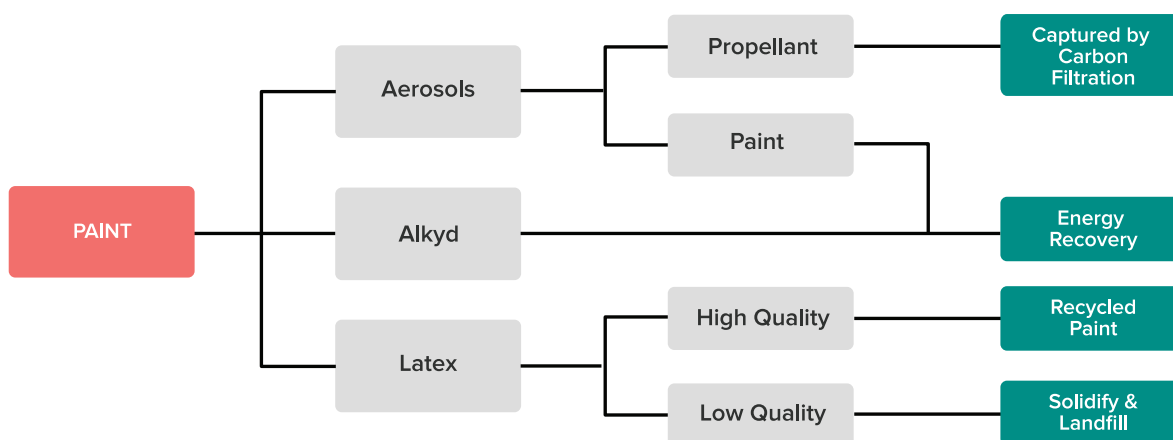 Propellant
Captured by
Carbon
Filtration
Aerosols
Paint
PAINT
Alkyd
Energy
Recovery
High Quality
Recycled
Paint
Latex
Low Quality
Solidify &
Landfill